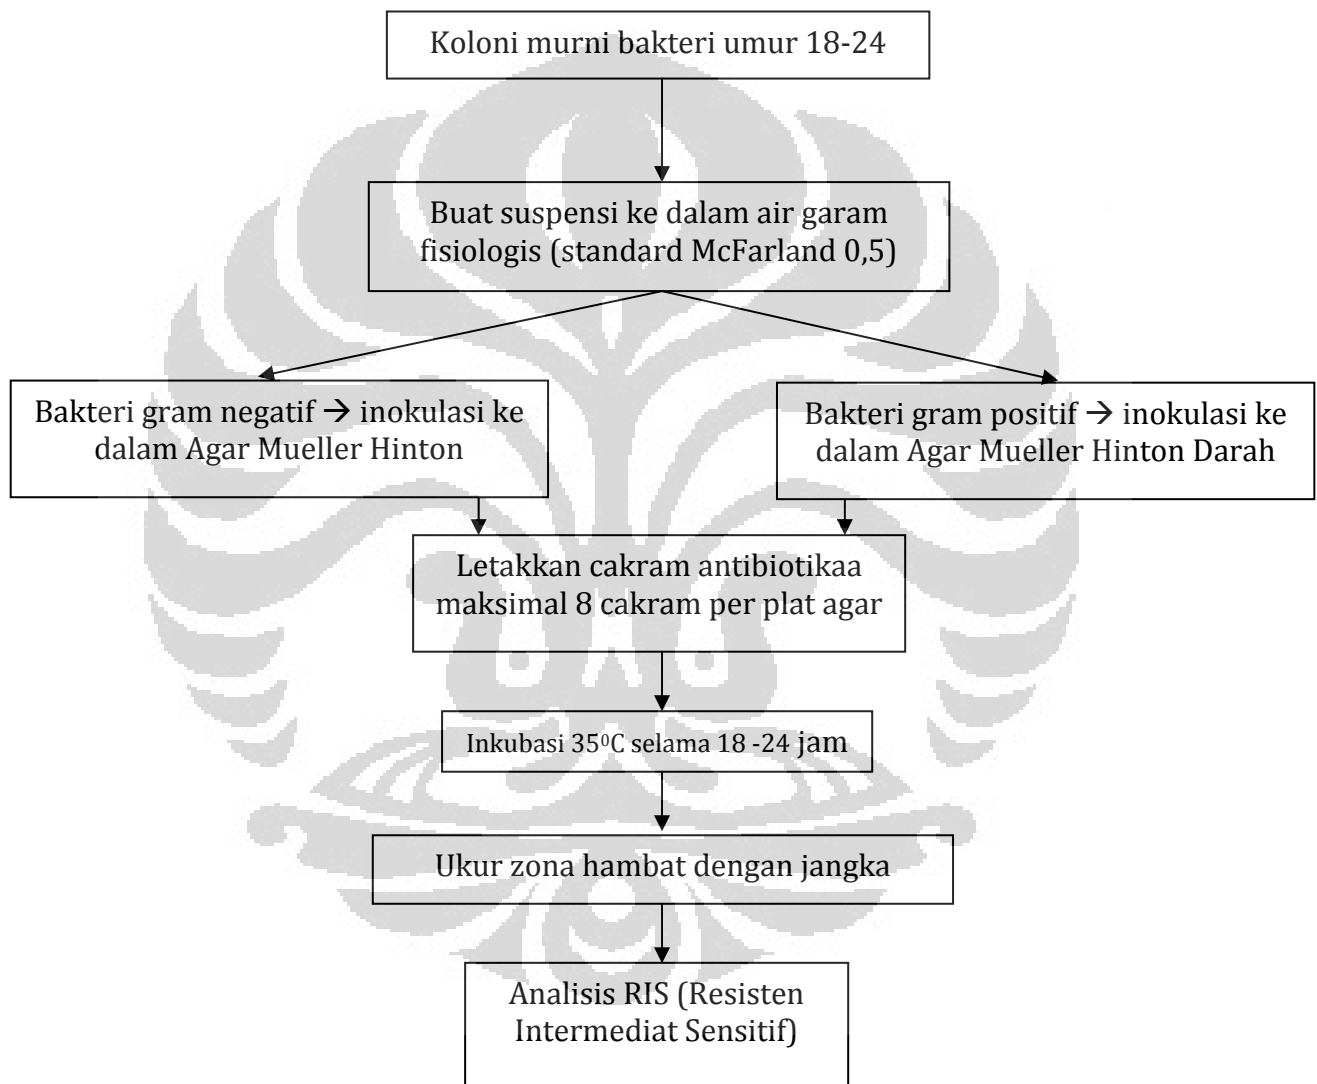 Koloni murni bakteri umur 18-24
Buat suspensi ke dalam air garam
fisiologis (standard McFarland 0,5)
Bakteri gram negatif → inokulasi ke
dalam Agar Mueller Hinton
Bakteri gram positif → inokulasi ke
dalam Agar Mueller Hinton Darah
Letakkan cakram antibiotikaa
maksimal 8 cakram per plat agar
Inkubasi 35⁰C selama 18 -24 jam
Ukur zona hambat dengan jangka
Analisis RIS (Resisten
Intermediat Sensitif)